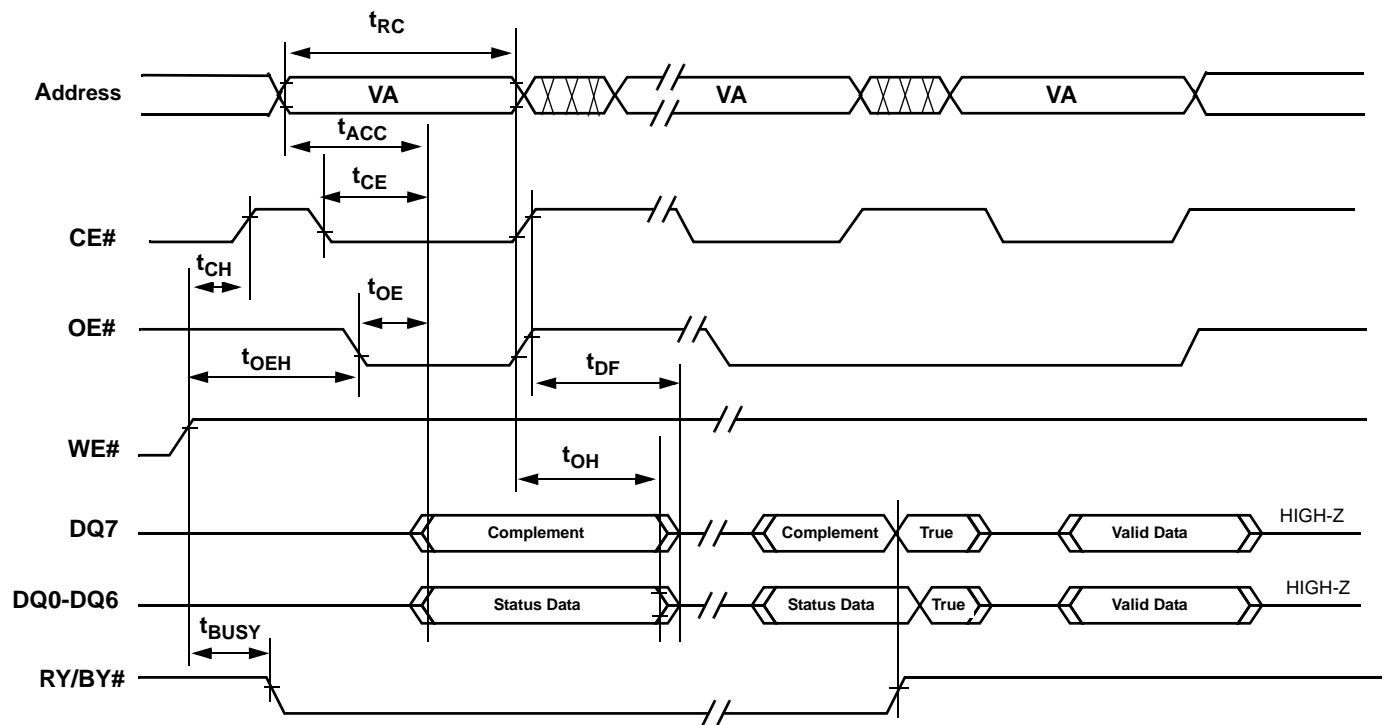 tRC
Address VA VA VA
tACC
tCE
CE#
tCH
tOE
OE#
tOEH tDF
WE#
tOH
DQ7 Complement Complement True Valid Data HIGH-Z
DQ0-DQ6 Status Data Status Data True Valid Data HIGH-Z
tBUSY
RY/BY#